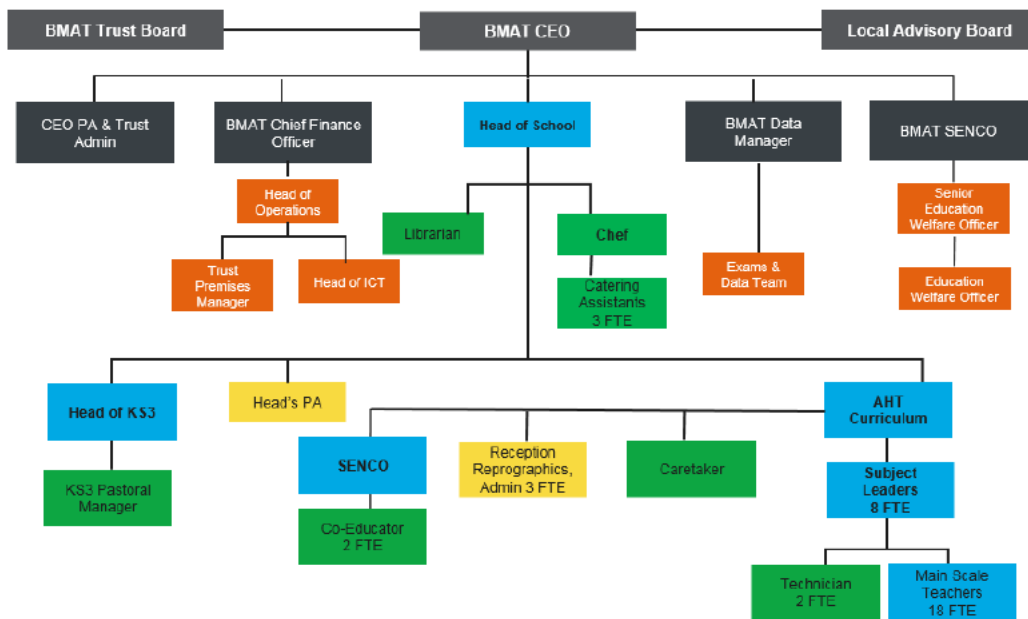 BMAT Trust Board
BMAT CEO
Local Advisory Board
CEO PA & Trust
Admin
BMAT Chief Finance
Officer
Head of School
BMAT Data
Manager
BMAT SENCO
Head of
Operations
Senior
Education
Welfare Officer
Librarian
Chef
Trust
Premises
Manager
Head of ICT
Exams &
Data Team
Education
Welfare Officer
Catering
Assistants
3 FTE
Head of KS3
Head's PA
AHT
Curriculum
SENCO
Reception
Reprographics,
Admin 3 FTE
Caretaker
KS3 Pastoral
Manager
Subject
Leaders
8 FTE
Co-Educator
2 FTE
Technician
2 FTE
Main Scale
Teachers
18 FTE